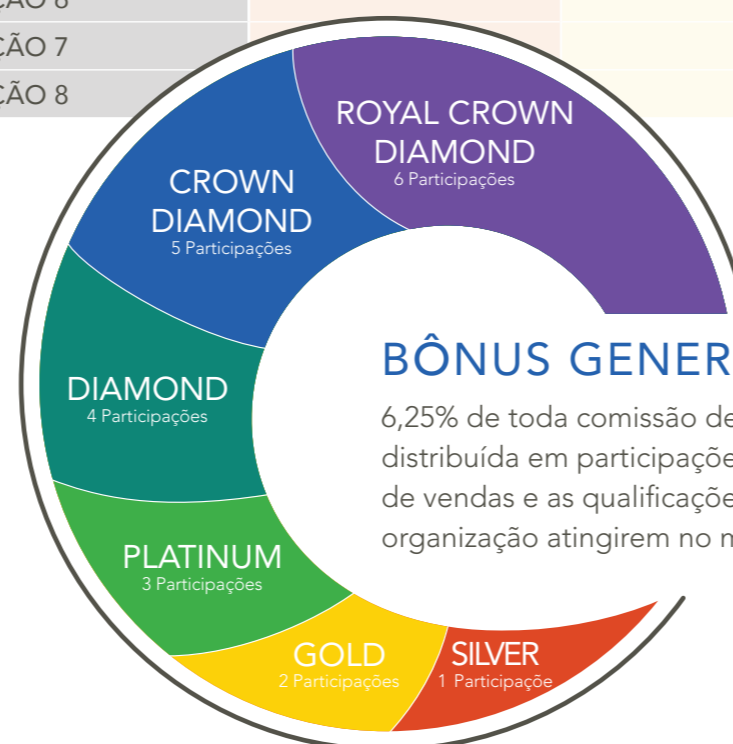 ÇÃO 6
ÇÃO 7
ÇÃO 8
ROYAL CROWN
DIAMOND
6 Participações
CROWN
DIAMOND
5 Participações
DIAMOND
4 Participações
PLATINUM
3 Participações
GOLD
2 Participações
SILVER
1 Participaçõe
BÔNUS GENER
6,25% de toda comissão de
distribuída em participaçõe
de vendas e as qualificaçõe
organização atingirem no m